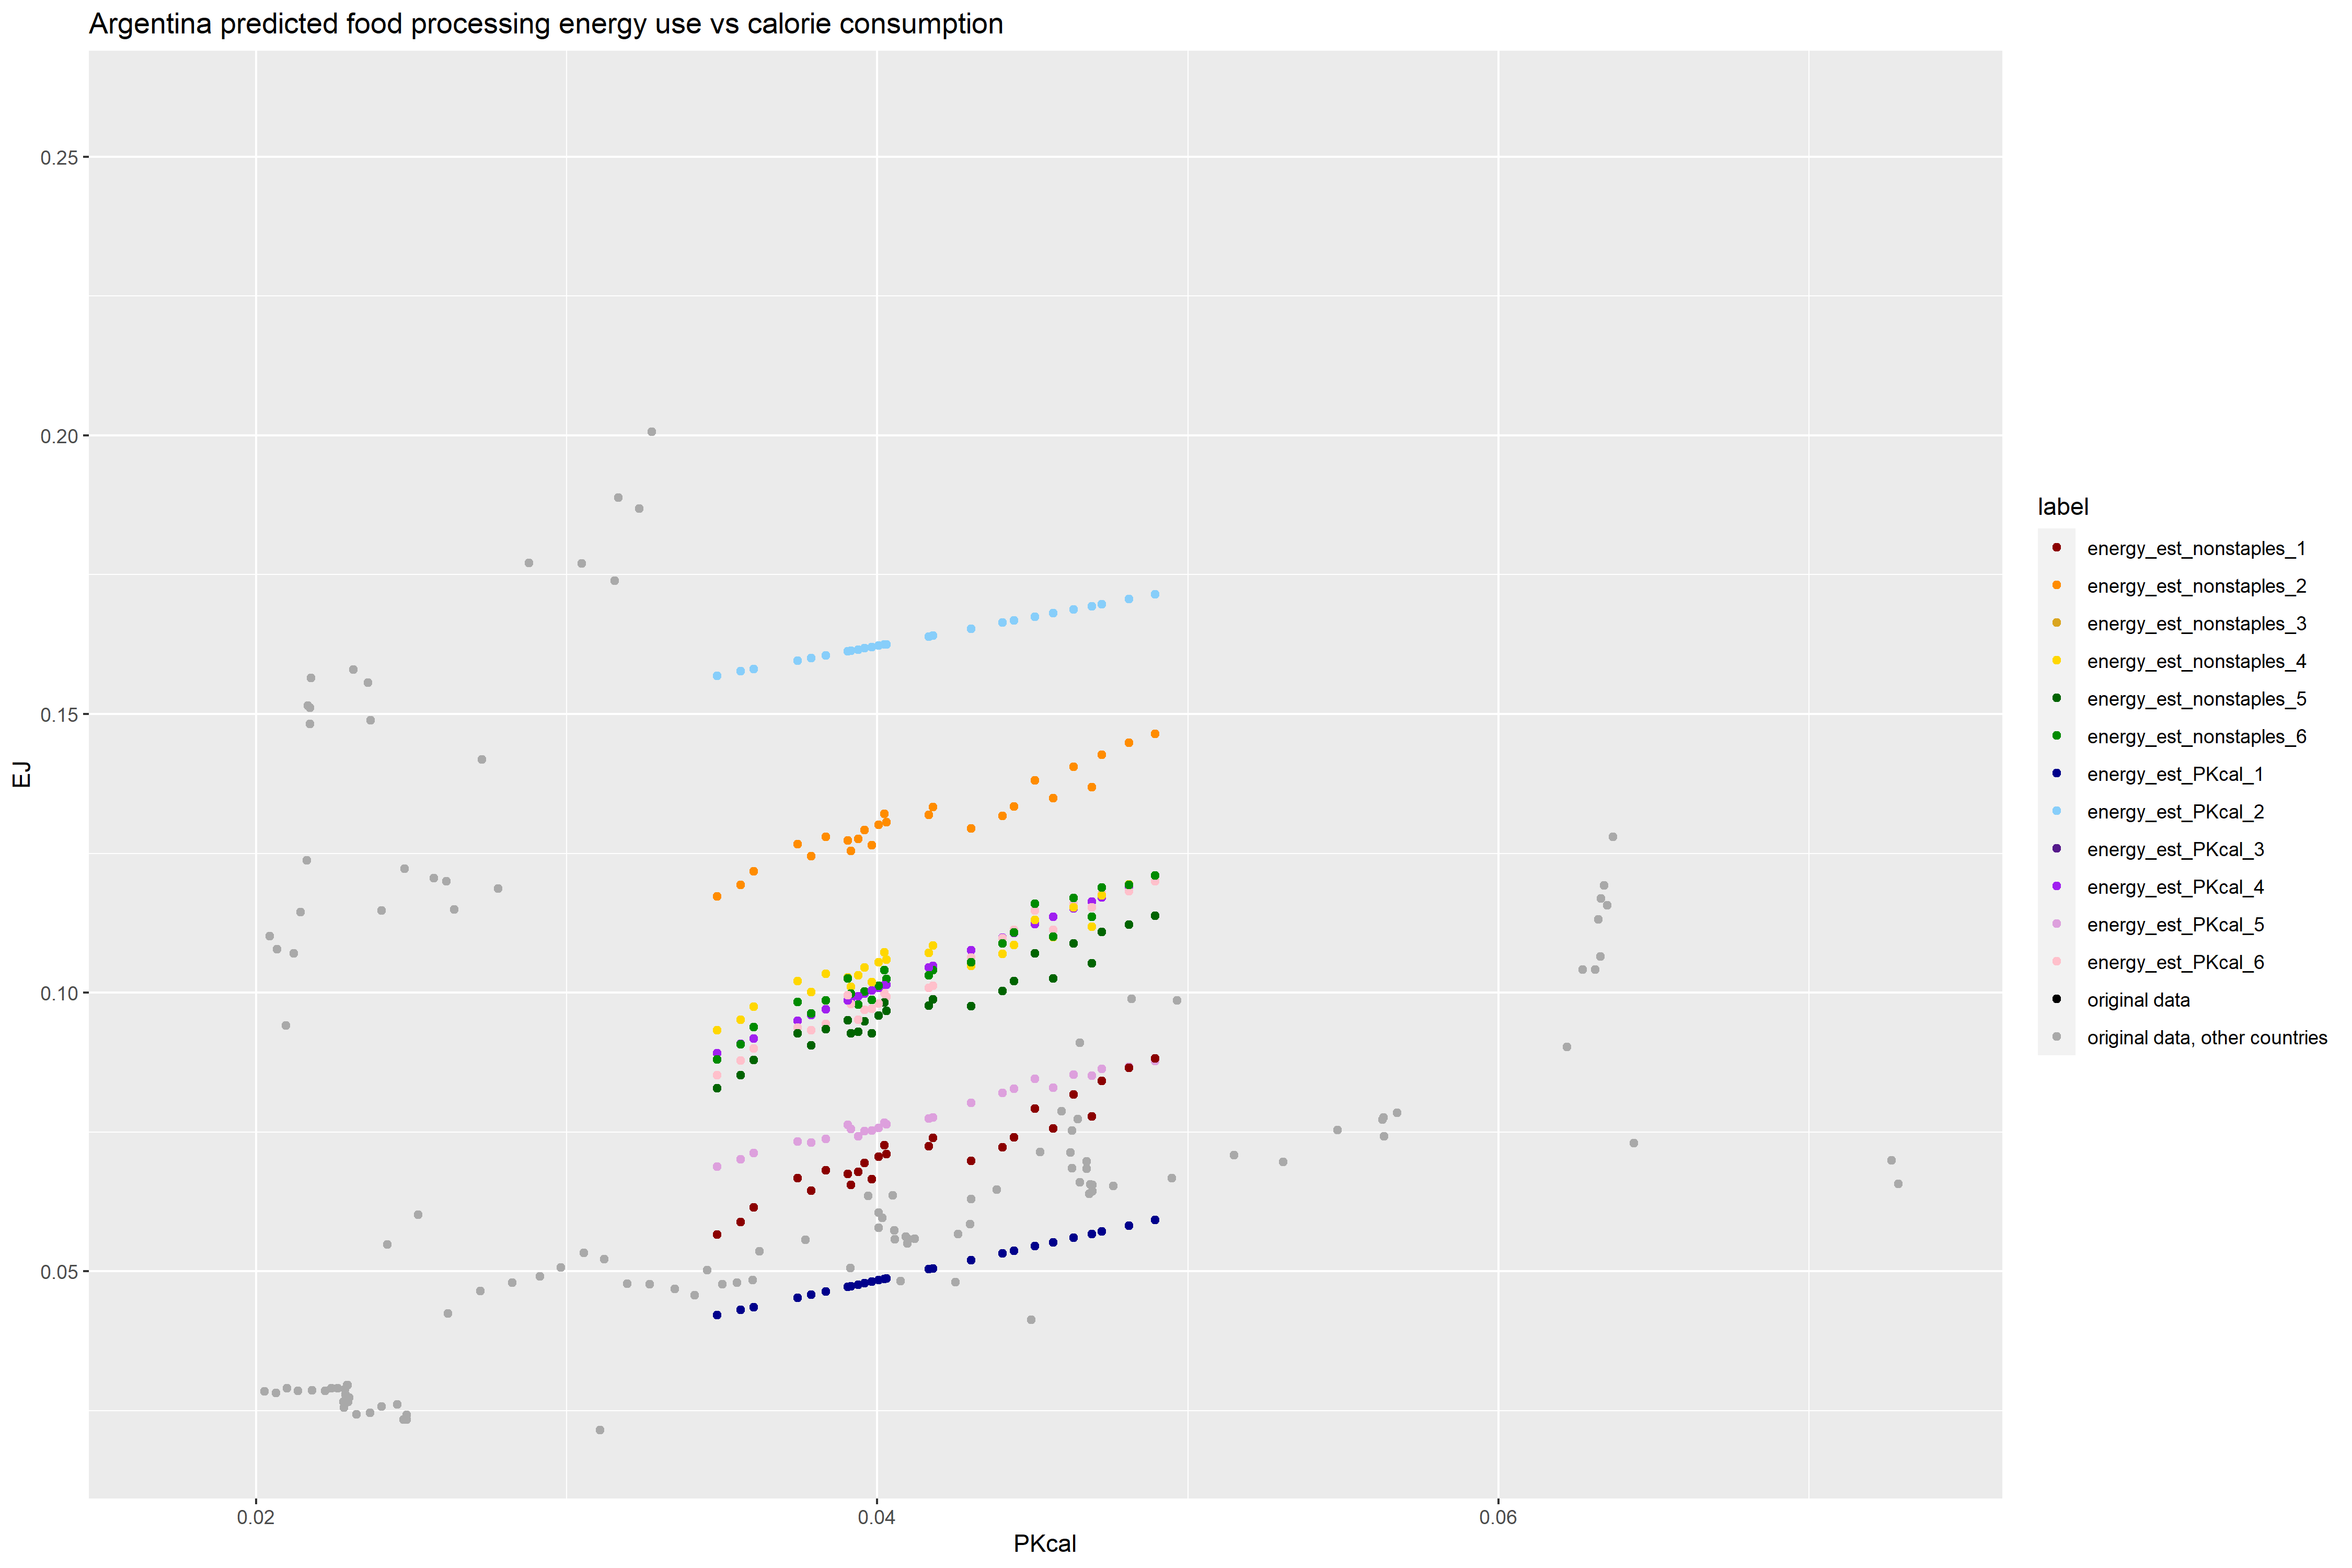 Argentina predicted food processing energy use vs calorie consumption
0.25
0.20
0.15
0.10
0.05
EJ
0.02
0.04
0.06
PKcal
label
energy_est_nonstaples_1
energy_est_nonstaples_2
energy_est_nonstaples_3
energy_est_nonstaples_4
energy_est_nonstaples_5
energy_est_nonstaples_6
energy_est_PKcal_1
energy_est_PKcal_2
energy_est_PKcal_3
energy_est_PKcal_4
energy_est_PKcal_5
energy_est_PKcal_6
original data
original data, other countries